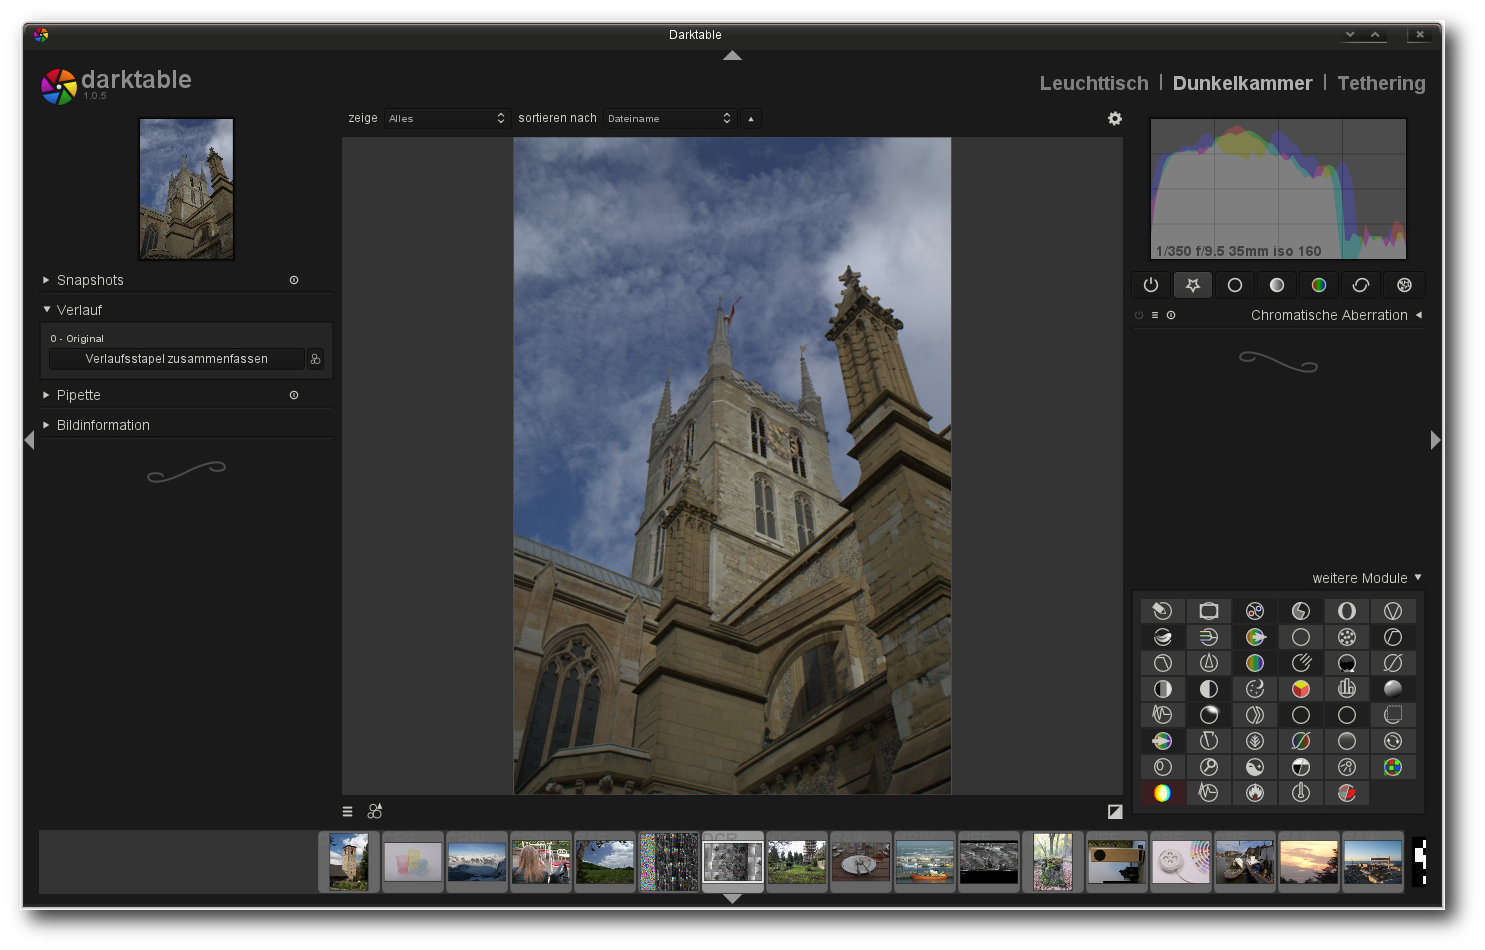 Darktable
darktable
1.0.5
Leuchttisch | Dunkelkammer | Tethering
zeige Alles sortieren nach Dateiname
1/350 f/9,5 35mm iso 160
Snapshots
Verlauf
0 - Original
Verlaufsstapel zusammenfassen
Pipette
Bildinformation
Chromatische Aberration
weitere Module